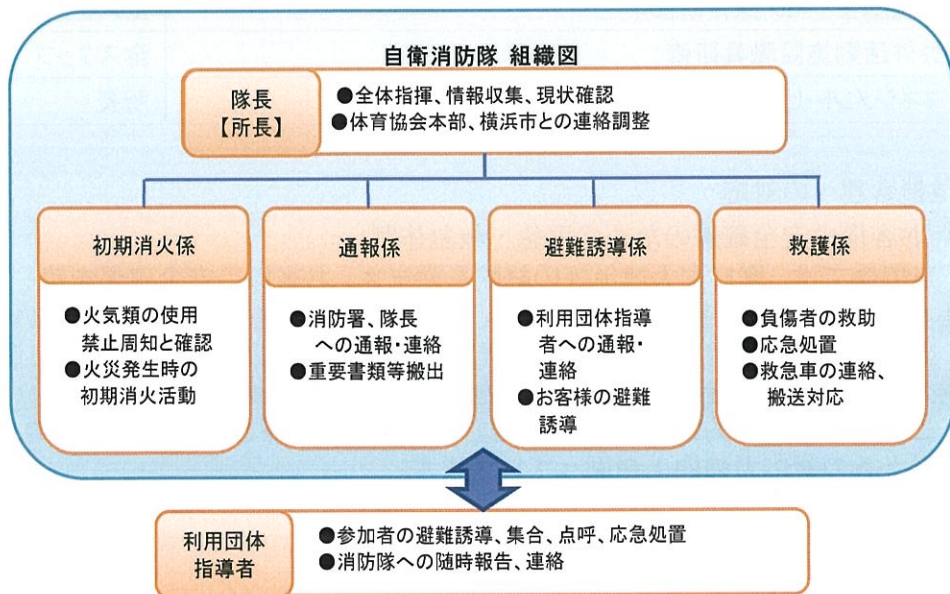 自衛消防隊 組織図
隊長
【所長】
●全体指揮、情報収集、現状確認
●体育協会本部、横浜市との連絡調整
初期消火係
●火気類の使用
禁止周知と確認
●火災発生時の
初期消火活動
通報係
●消防署、隊長
への通報・連絡
●重要書類等搬出
避難誘導係
●利用団体指導
者への通報・
連絡
●お客様の避難
誘導
救護係
●負傷者の救助
●応急処置
●救急車の連絡、
搬送対応
利用団体
指導者
●参加者の避難誘導、集合、点呼、応急処置
●消防隊への随時報告、連絡